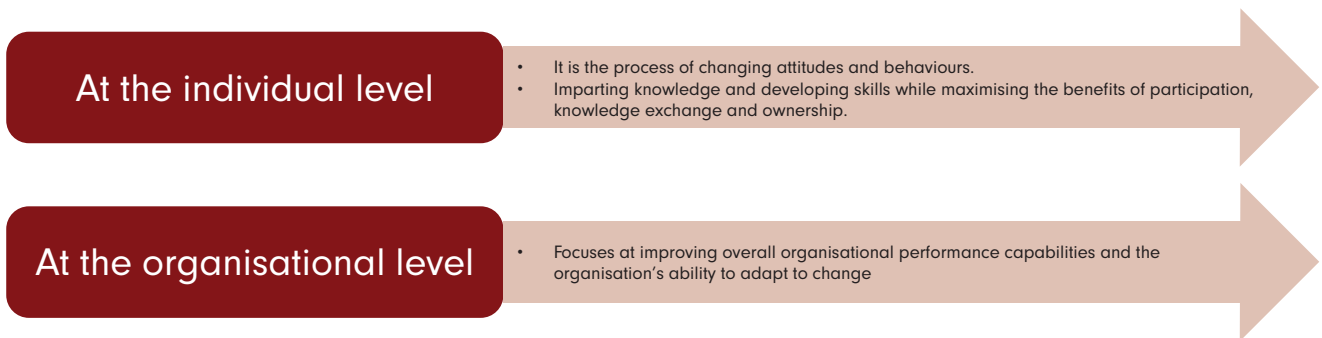 At the individual level
• It is the process of changing attitudes and behaviours.
• Imparting knowledge and developing skills while maximising the benefits of participation,
knowledge exchange and ownership.
At the organisational level
• Focuses at improving overall organisational performance capabilities and the
organisation’s ability to adapt to change